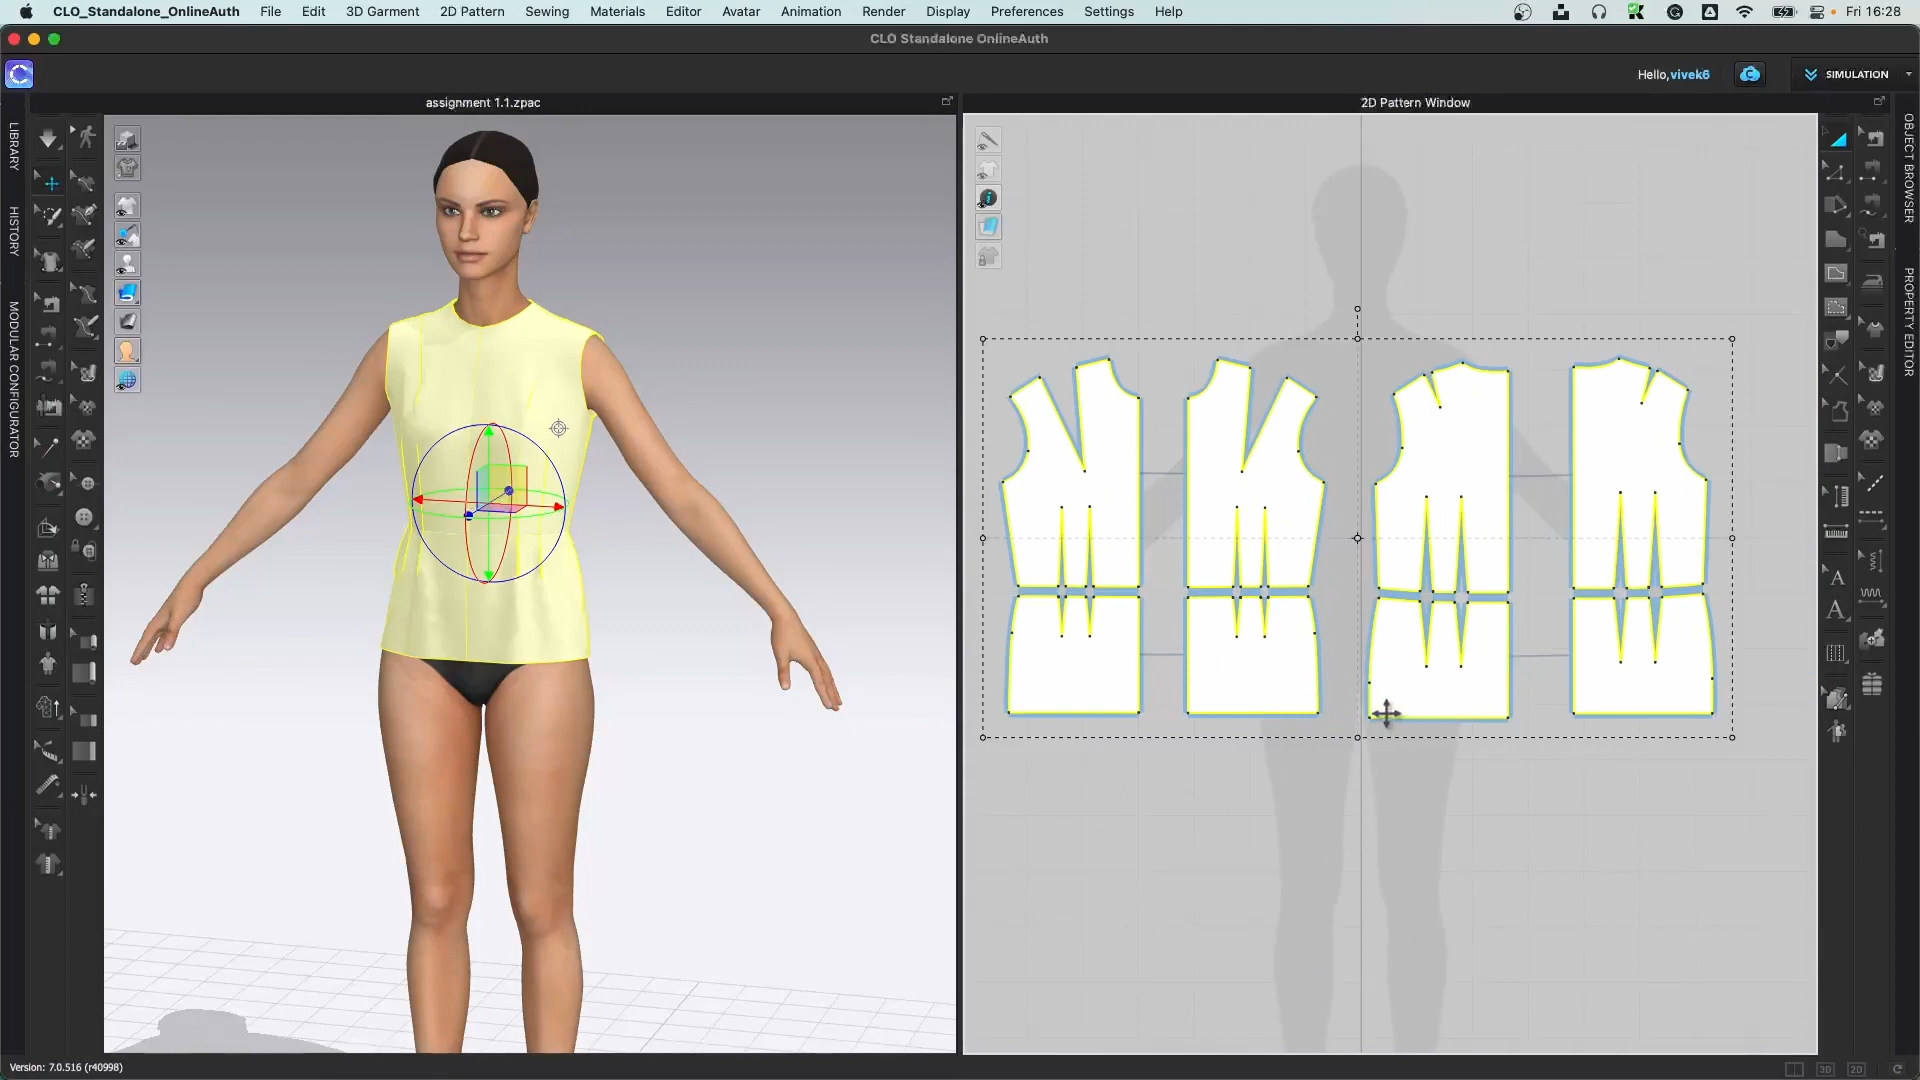 CLO_Standalone_OnlineAuth File Edit 3D Garment 2D Pattern Sewing Materials Editor Avatar Animation Render Display Preferences Settings Help Fri 16:28
CLO Standalone OnlineAuth
Hello,vivek6 SIMULATION
assignment 1.1.zpac 2D Pattern Window
LIBRARY
HISTORY
MODULAR CONFIGURATOR
OBJECT BROWSER
PROPERTY EDITOR
A
A
Version: 7.0.516 (r40998)
3D 2D